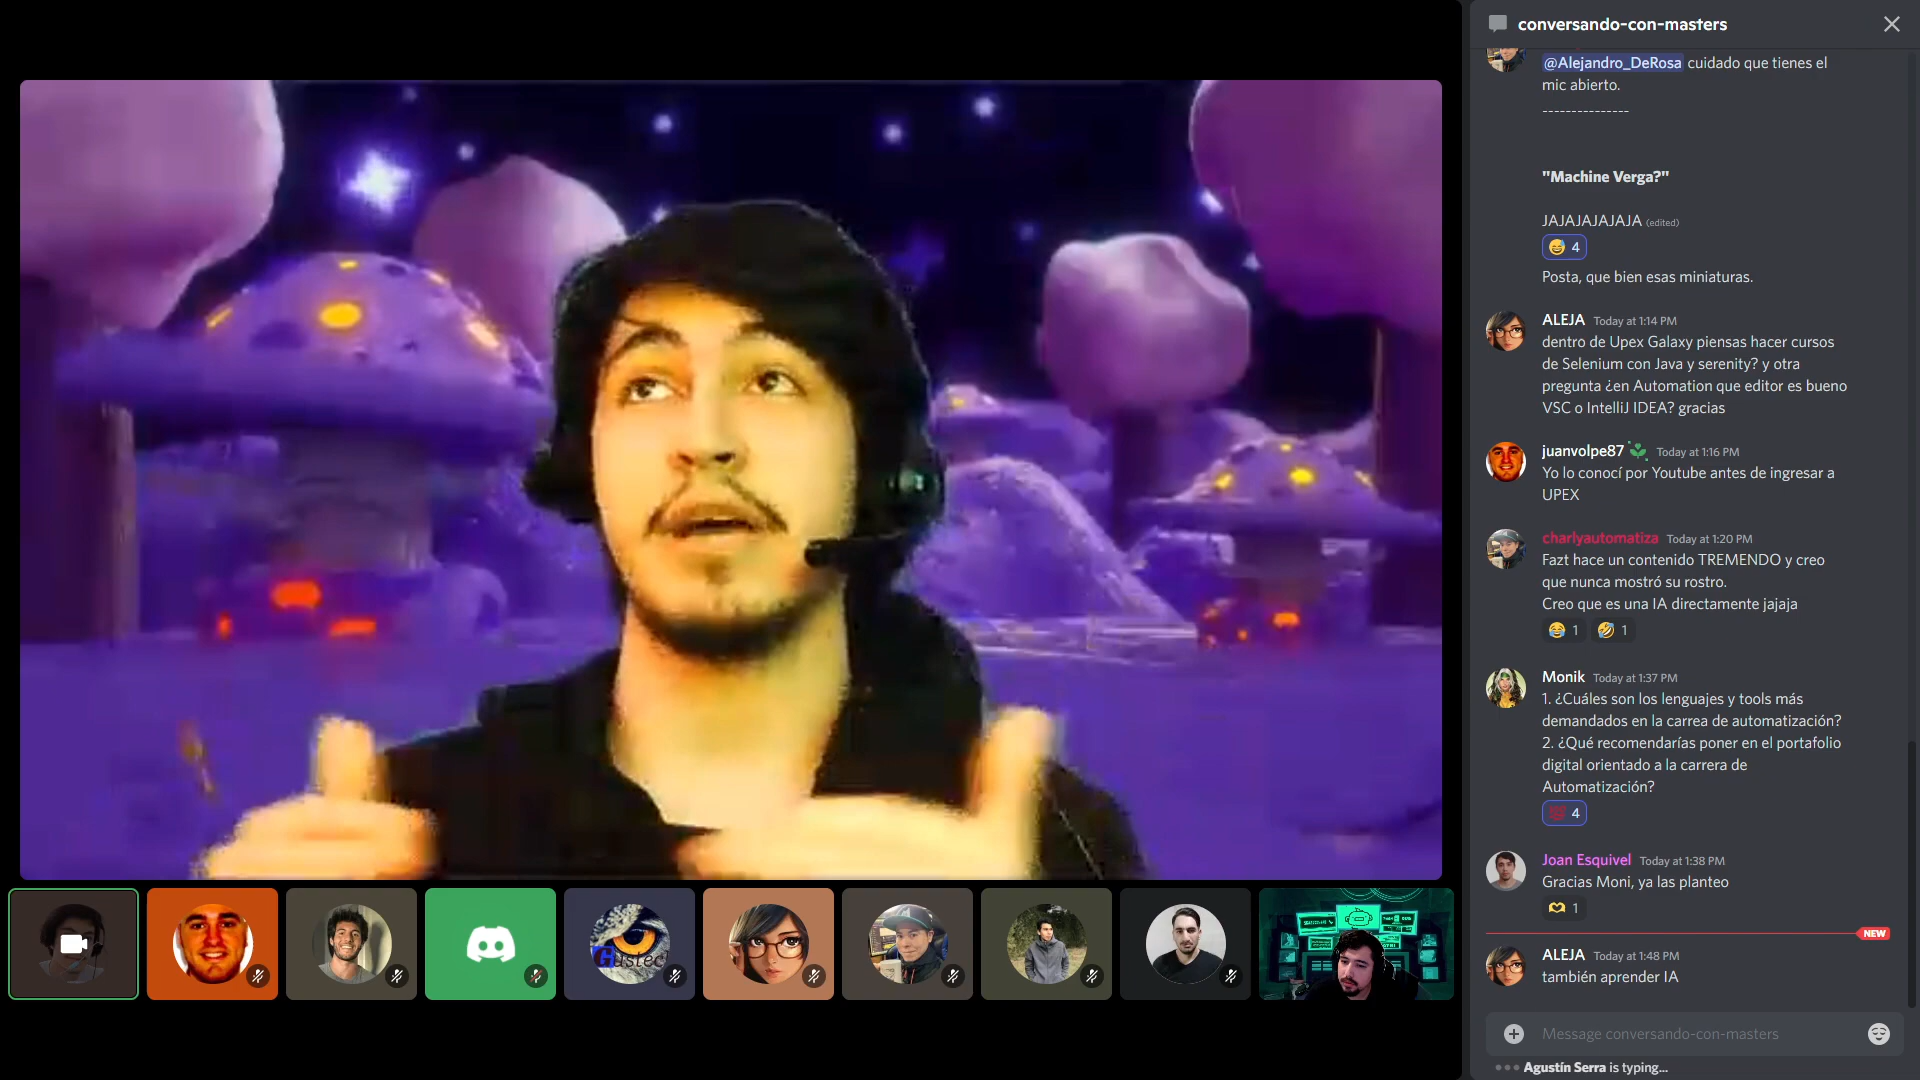 conversando-con-masters
@Alejandro_DeRosa cuidado que tienes el
mic abierto.
---------------
"Machine Verga?"
JAJAJAJAJAJA (edited)
4
Posta, que bien esas miniaturas.
ALEJA Today at 1:14 PM
dentro de Upex Galaxy piensas hacer cursos
de Selenium con Java y serenity? y otra
pregunta ¿en Automation que editor es bueno
VSC o IntelliJ IDEA? gracias
juanvolpe87 Today at 1:16 PM
Yo lo conocí por Youtube antes de ingresar a
UPEX
charlyautomatiza Today at 1:20 PM
Fazt hace un contenido TREMENDO y creo
que nunca mostró su rostro.
Creo que es una IA directamente jajaja
1 1
Monik Today at 1:37 PM
1. ¿Cuáles son los lenguajes y tools más
demandados en la carrea de automatización?
2. ¿Qué recomendarías poner en el portafolio
digital orientado a la carrera de
Automatización?
4
Joan Esquivel Today at 1:38 PM
Gracias Moni, ya las planteo
1
NEW
ALEJA Today at 1:48 PM
también aprender IA
Message conversando-con-masters
Agustín Serra is typing...